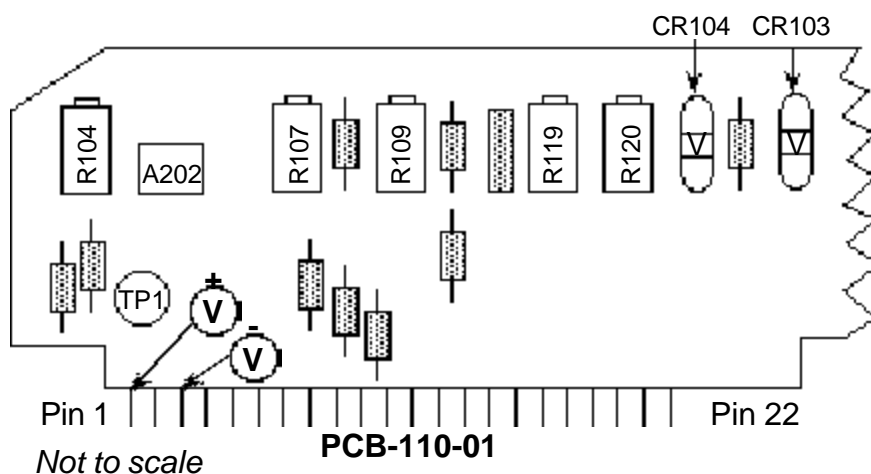 CR104 CR103
R104
A202
R107
R109
R119
R120
V
V
TP1
+
V
-
V
Pin 1
Pin 22
PCB-110-01
Not to scale